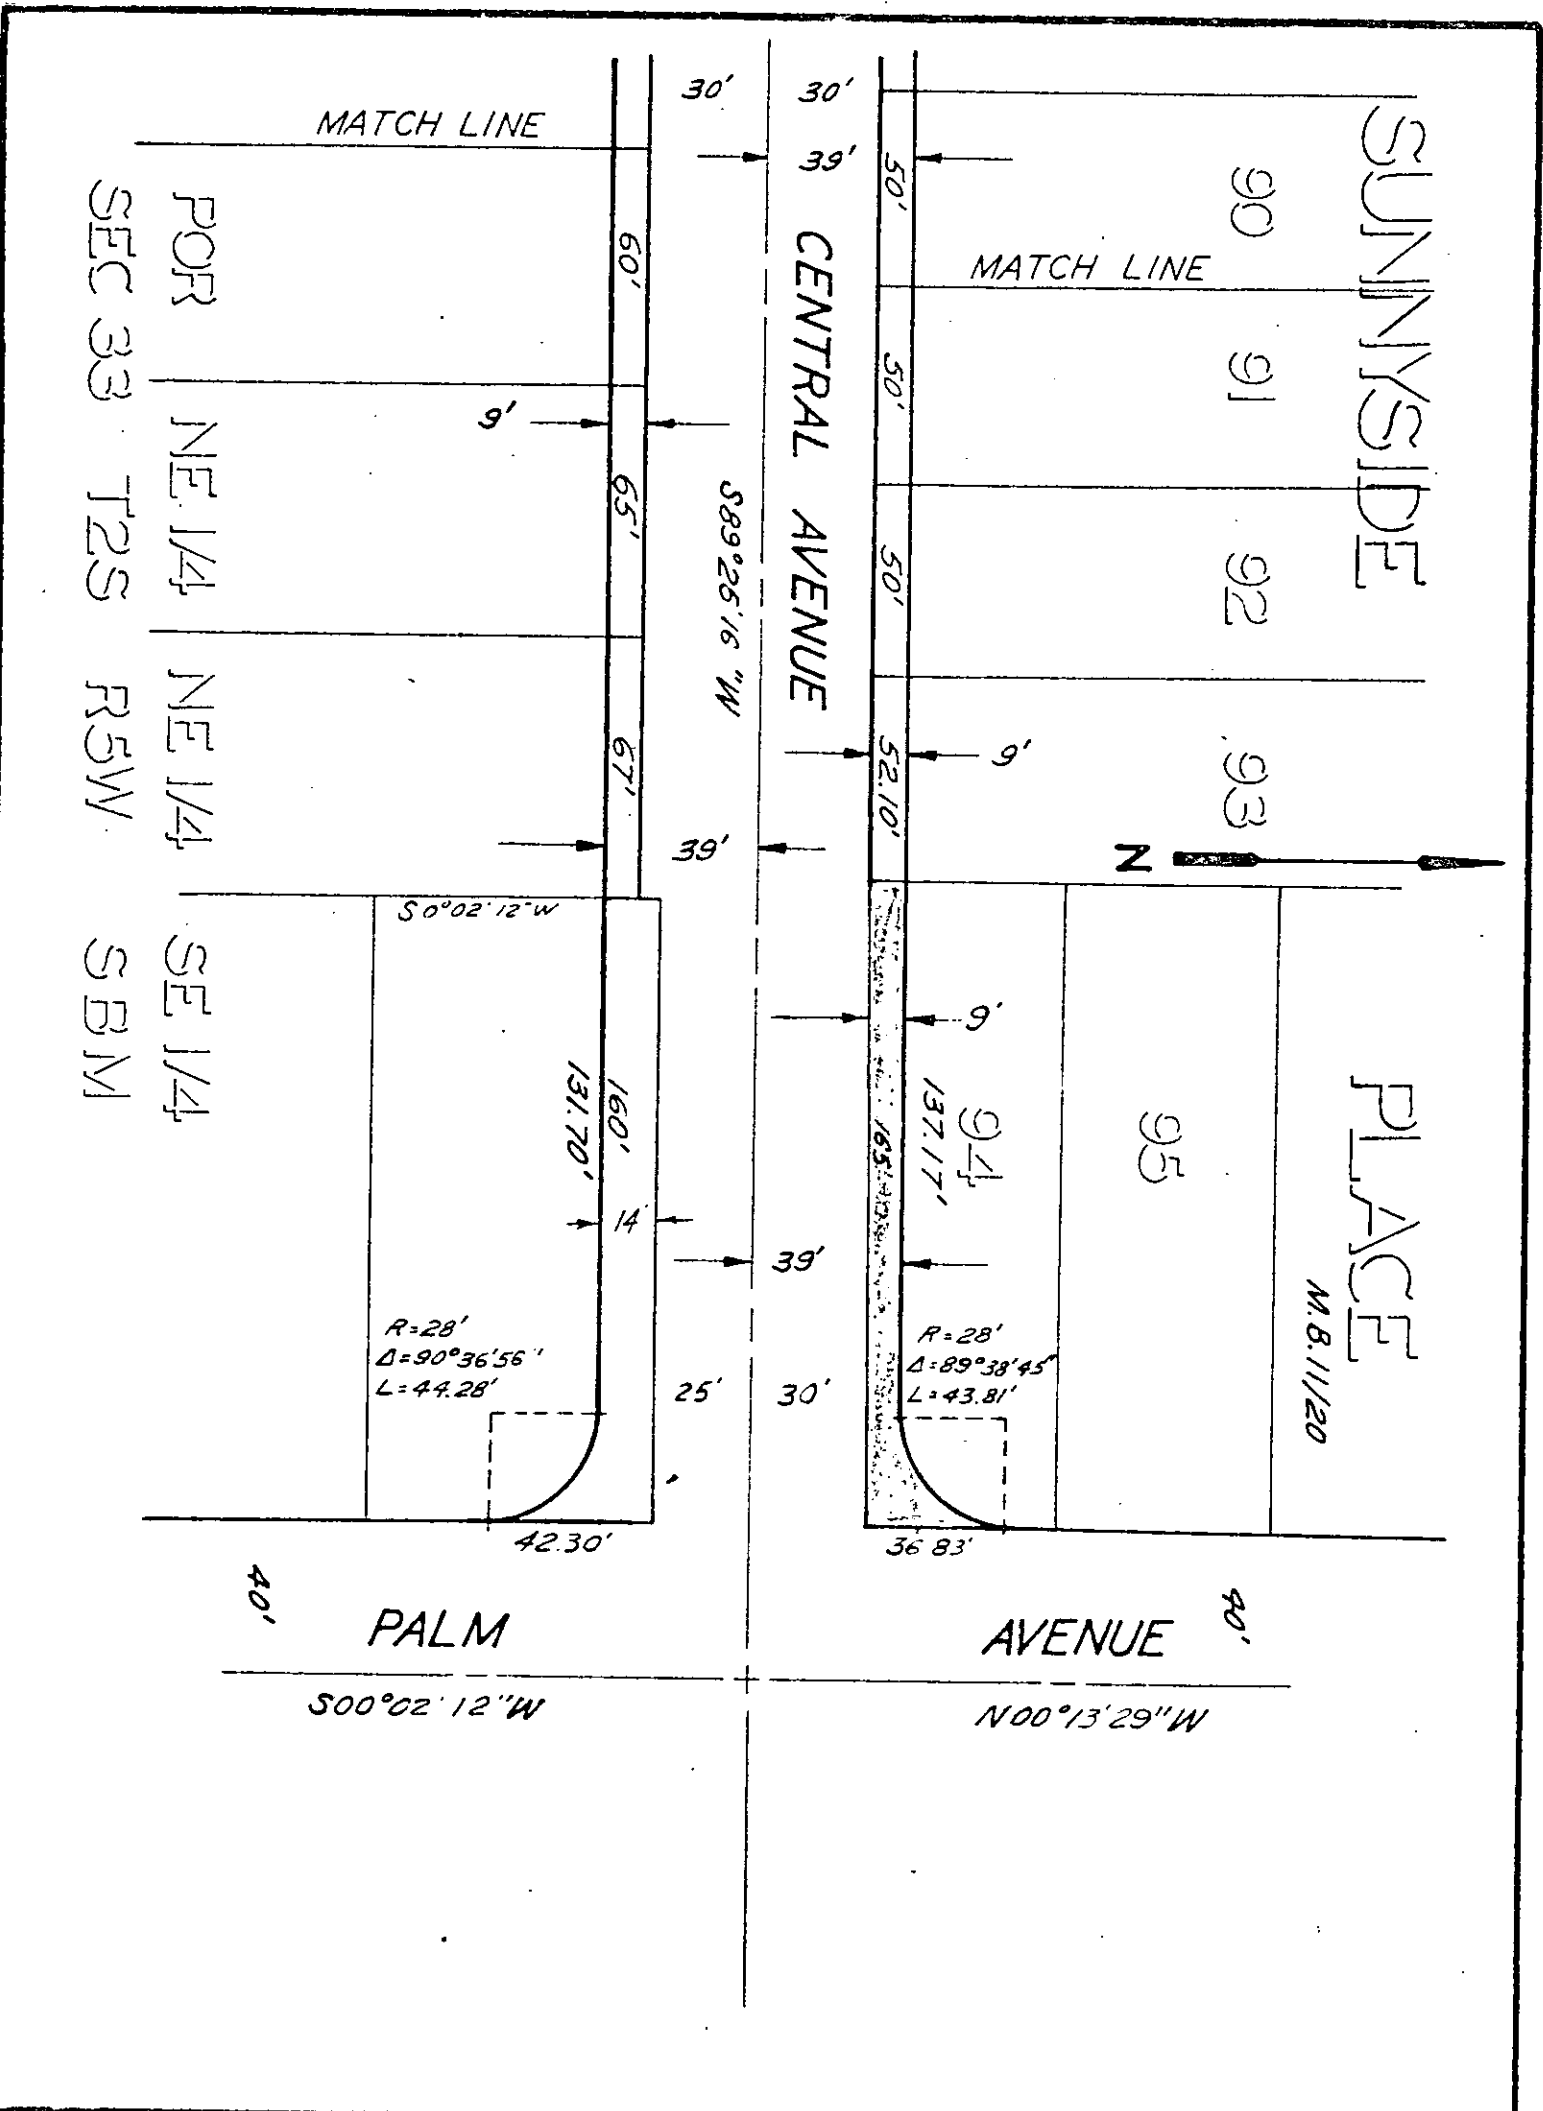 SUNNYSIDE PLACE
M.B. 11/20
90
91
92
93
94
95
MATCH LINE
50'
50'
50'
52.10'
9'
N
9'
137.17'
165'
R=28'
Δ=89°38'45"
L=43.81'
36.83'
30'
30'
39'
CENTRAL AVENUE
S89°26'16"W
39'
39'
30'
25'
MATCH LINE
60'
65'
67'
9'
S0°02'12"W
160'
131.70'
14'
R=28'
Δ=90°36'56"
L=44.28'
42.30'
POR NE 1/4 NE 1/4 SE 1/4
SEC 33 T2S R5W SBM
40'
40'
PALM AVENUE
S00°02'12"W
N00°13'29"W